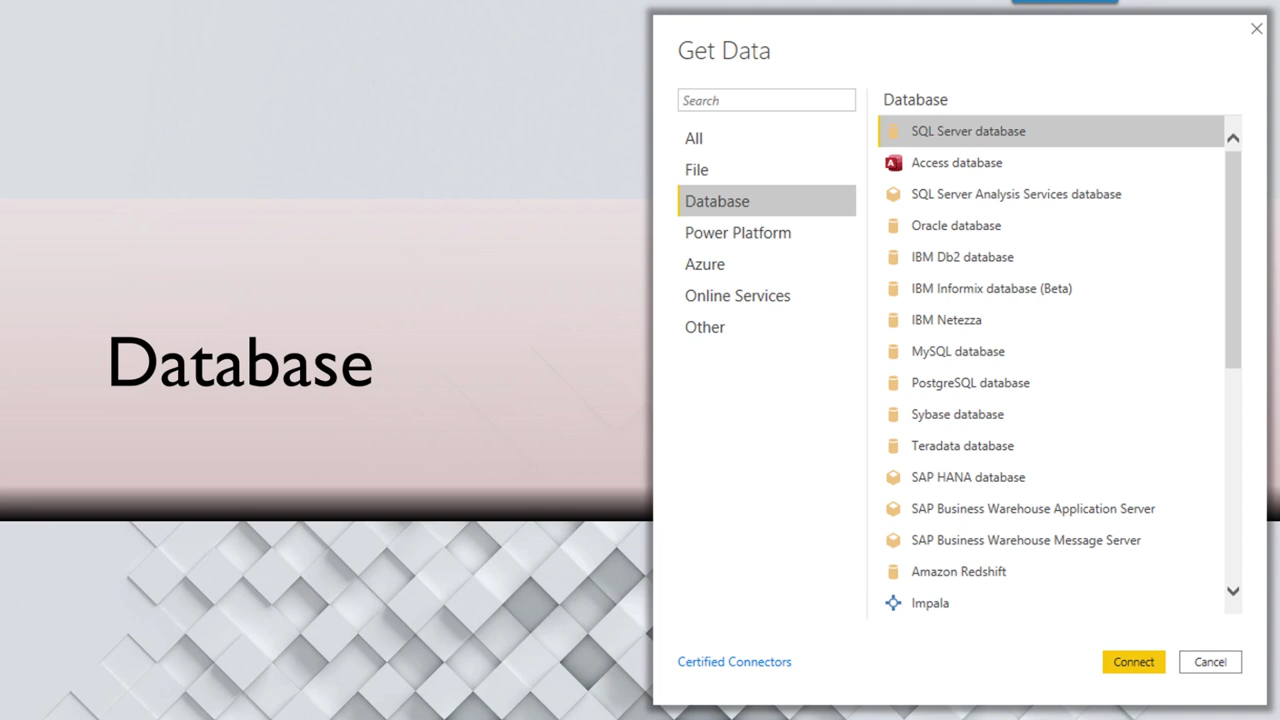 Database
Get Data
Search
All
File
Database
Power Platform
Azure
Online Services
Other
Database
SQL Server database
Access database
SQL Server Analysis Services database
Oracle database
IBM Db2 database
IBM Informix database (Beta)
IBM Netezza
MySQL database
PostgreSQL database
Sybase database
Teradata database
SAP HANA database
SAP Business Warehouse Application Server
SAP Business Warehouse Message Server
Amazon Redshift
Impala
Certified Connectors
Connect
Cancel